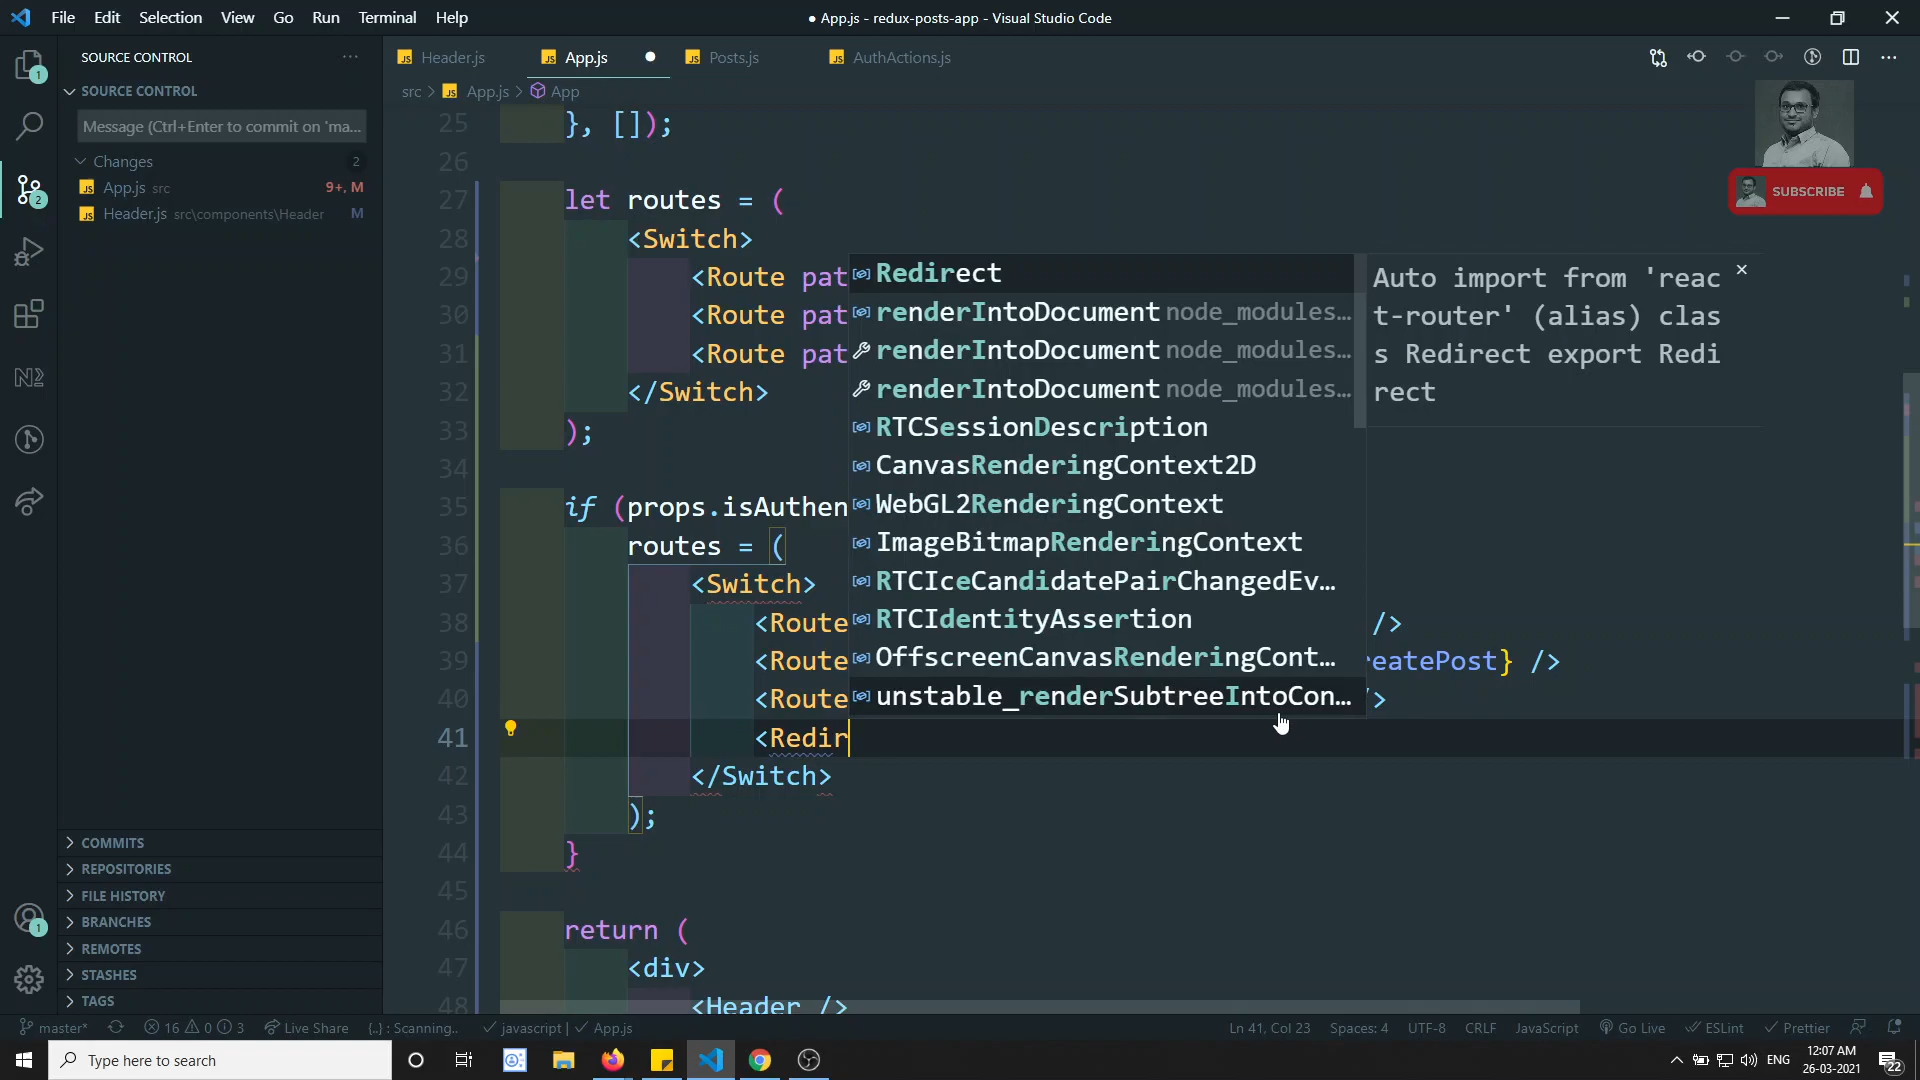 File Edit Selection View Go Run Terminal Help
● App.js - redux-posts-app - Visual Studio Code
SOURCE CONTROL ···
SOURCE CONTROL
Message (Ctrl+Enter to commit on 'ma...
Changes 2
App.js src 9+, M
Header.js src\components\Header M
COMMITS
REPOSITORIES
FILE HISTORY
BRANCHES
REMOTES
STASHES
TAGS
Header.js App.js ● Posts.js AuthActions.js
src > App.js > App
25 }, []);
26
27 let routes = (
28 <Switch>
29 <Route pat
30 <Route pat
31 <Route pat
32 </Switch>
33 );
34
35 if (props.isAuthen
36 routes = (
37 <Switch>
38 <Route />
39 <Route reatePost} />
40 <Route />
41 <Redir
42 </Switch>
43 );
44 }
45
46 return (
47 <div>
48 <Header />
Redirect
renderIntoDocument node_modules...
renderIntoDocument node_modules...
renderIntoDocument node_modules...
RTCSessionDescription
CanvasRenderingContext2D
WebGL2RenderingContext
ImageBitmapRenderingContext
RTCIceCandidatePairChangedEv...
RTCIdentityAssertion
OffscreenCanvasRenderingCont...
unstable_renderSubtreeIntoCon...
Auto import from 'reac
t-router' (alias) clas
s Redirect export Redi
rect
SUBSCRIBE
master* 16 0 3 Live Share {..} : Scanning.. javascript | App.js
Ln 41, Col 23 Spaces: 4 UTF-8 CRLF JavaScript Go Live ESLint Prettier
Type here to search
ENG
12:07 AM
26-03-2021
22